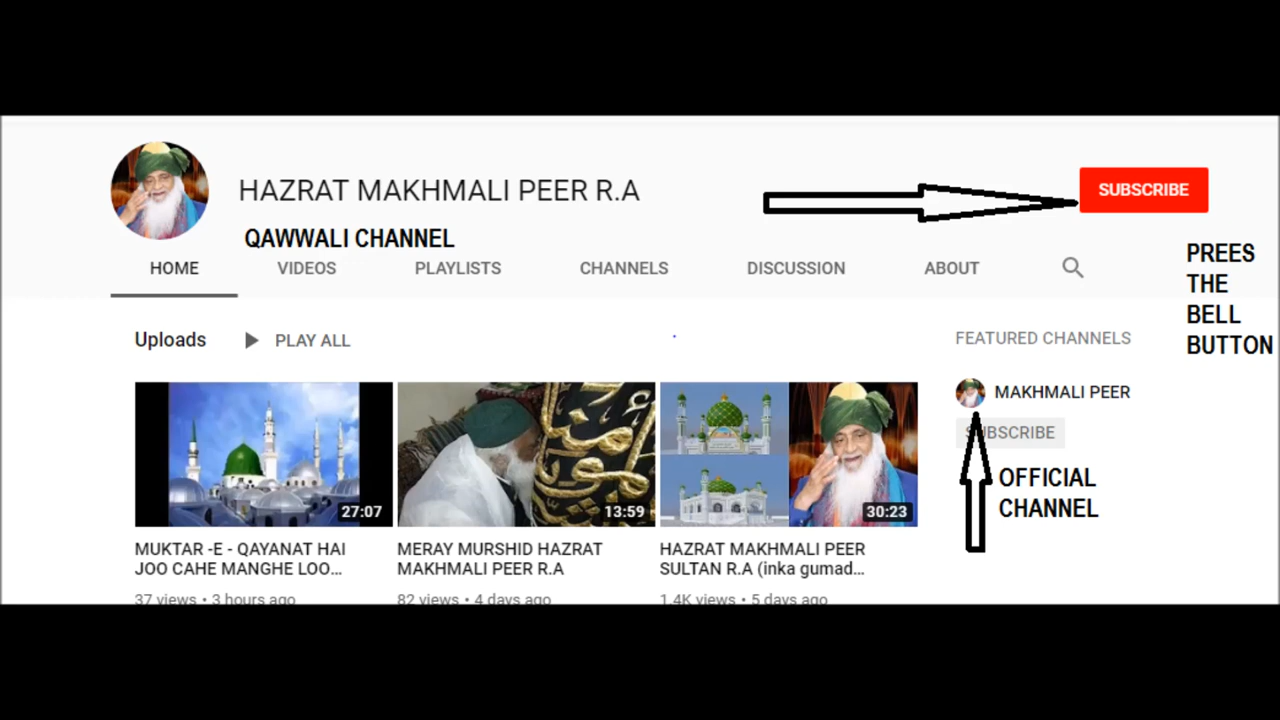 HAZRAT MAKHMALI PEER R.A
SUBSCRIBE
QAWWALI CHANNEL
HOME VIDEOS PLAYLISTS CHANNELS DISCUSSION ABOUT
PREES
THE
BELL
BUTTON
Uploads PLAY ALL
FEATURED CHANNELS
MAKHMALI PEER
SUBSCRIBE
OFFICIAL
CHANNEL
27:07
13:59
30:23
MUKTAR -E - QAYANAT HAI
JOO CAHE MANGHE LOO...
37 views • 3 hours ago
MERAY MURSHID HAZRAT
MAKHMALI PEER R.A
82 views • 4 days ago
HAZRAT MAKHMALI PEER
SULTAN R.A (inka gumad...
1.4K views • 5 days ago